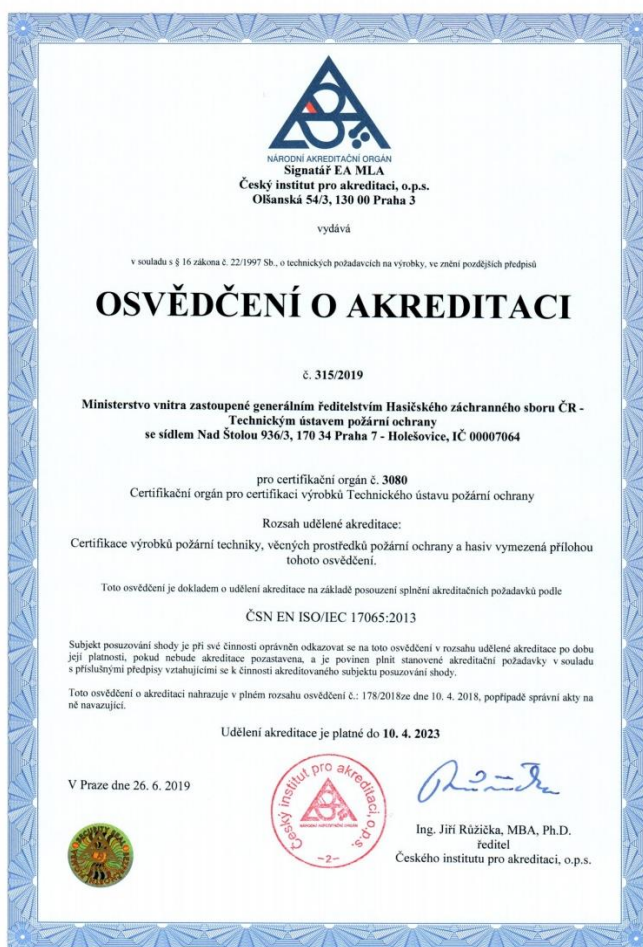 NÁRODNÍ AKREDITAČNÍ ORGÁN
Signatář EA MLA
Český institut pro akreditaci, o.p.s.
Olšanská 54/3, 130 00 Praha 3
vydává
v souladu s § 16 zákona č. 22/1997 Sb., o technických požadavcích na výrobky, ve znění pozdějších předpisů
OSVĚDČENÍ O AKREDITACI
č. 315/2019
Ministerstvo vnitra zastoupené generálním ředitelstvím Hasičského záchranného sboru ČR -
Technickým ústavem požární ochrany
se sídlem Nad Štolou 936/3, 170 34 Praha 7 - Holešovice, IČ 00007064
pro certifikační orgán č. 3080
Certifikační orgán pro certifikaci výrobků Technického ústavu požární ochrany
Rozsah udělené akreditace:
Certifikace výrobků požární techniky, věcných prostředků požární ochrany a hasiv vymezená přílohou
tohoto osvědčení.
Toto osvědčení je dokladem o udělení akreditace na základě posouzení splnění akreditačních požadavků podle
ČSN EN ISO/IEC 17065:2013
Subjekt posuzování shody je při své činnosti oprávněn odkazovat se na toto osvědčení v rozsahu udělené akreditace po dobu
její platnosti, pokud nebude akreditace pozastavena, a je povinen plnit stanovené akreditační požadavky v souladu
s příslušnými předpisy vztahujícími se k činnosti akreditovaného subjektu posuzování shody.
Toto osvědčení o akreditaci nahrazuje v plném rozsahu osvědčení č.: 178/2018ze dne 10. 4. 2018, popřípadě správní akty na
ně navazující.
Udělení akreditace je platné do 10. 4. 2023
V Praze dne 26. 6. 2019
Český institut pro akreditaci, o.p.s.
NÁRODNÍ AKREDITAČNÍ ORGÁN
-2-
Ing. Jiří Růžička, MBA, Ph.D.
ředitel
Českého institutu pro akreditaci, o.p.s.